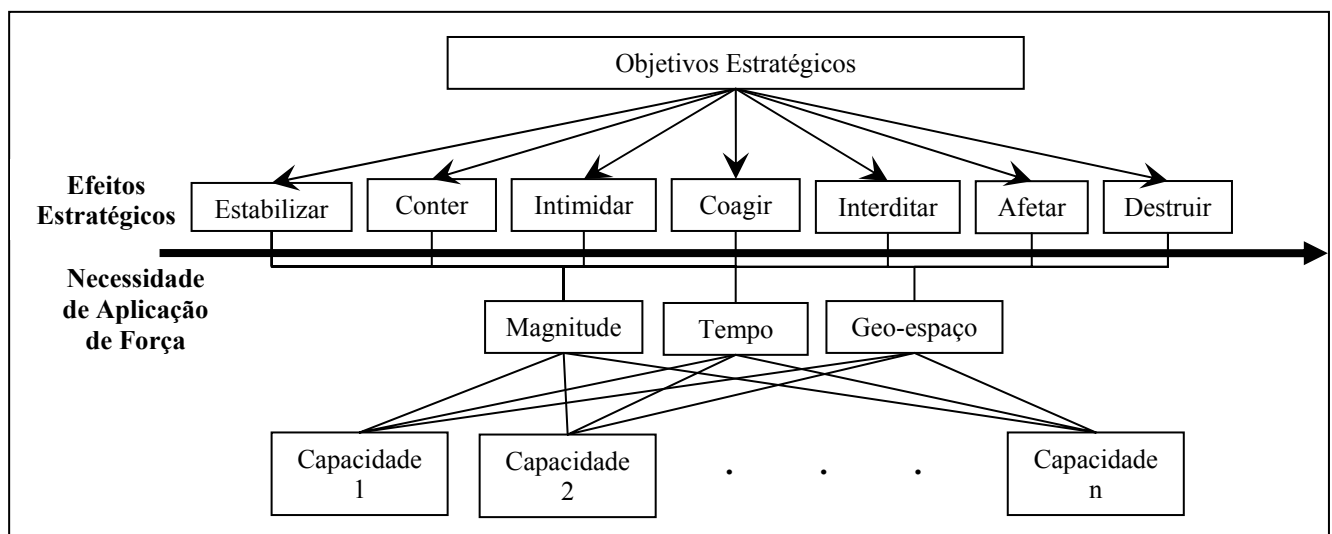 Objetivos Estratégicos
Efeitos
Estratégicos
Estabilizar
Conter
Intimidar
Coagir
Interditar
Afetar
Destruir
Necessidade
de Aplicação
de Força
Magnitude
Tempo
Geo-espaço
Capacidade
1
Capacidade
2
. . .
Capacidade
n